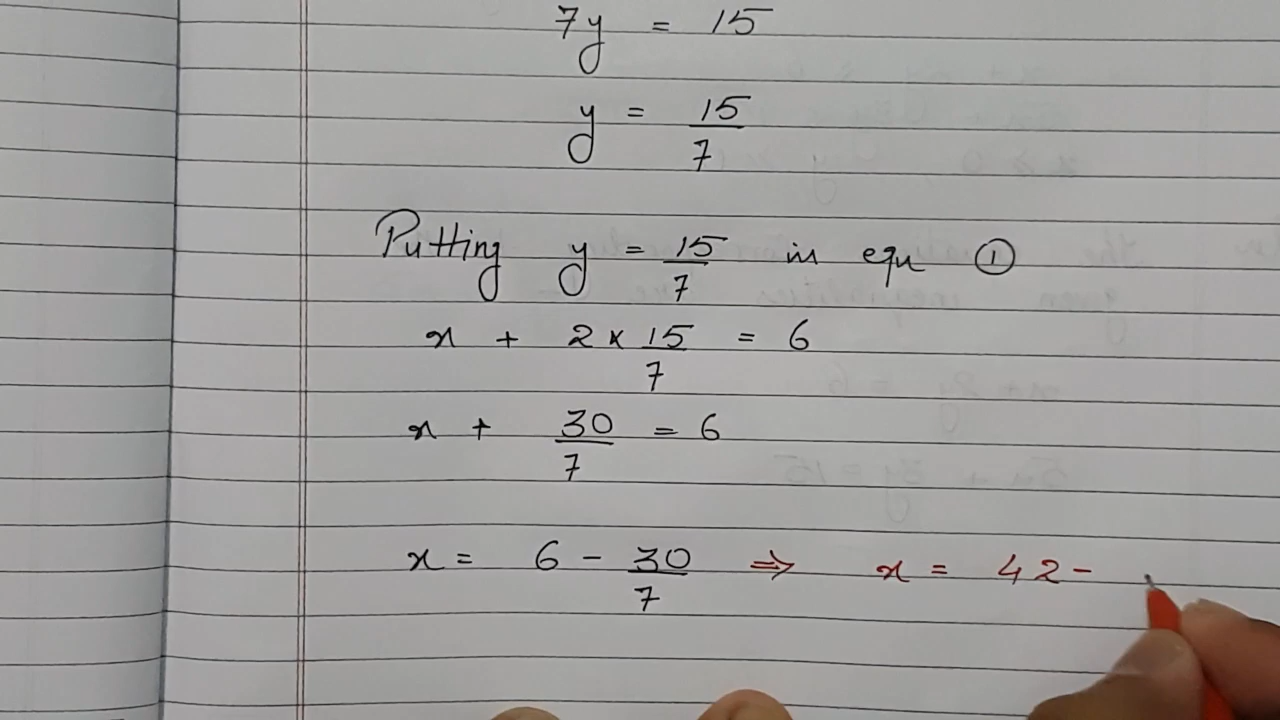 7y = 15
y = 15/7
Putting y = 15/7 in equ ①
x + 2 × 15/7 = 6
x + 30/7 = 6
x = 6 - 30/7 ⇒ x = 42 -